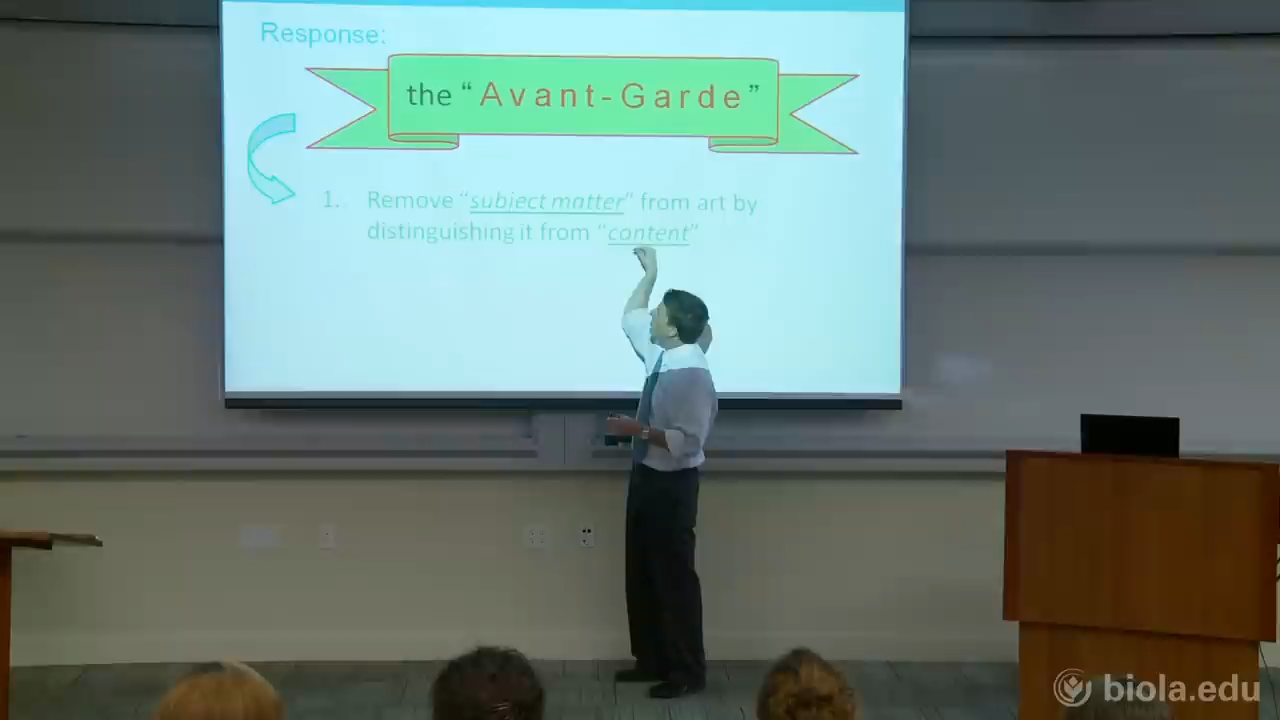 Response:
the “Avant-Garde”
1. Remove “subject matter” from art by
distinguishing it from “content”
biola.edu